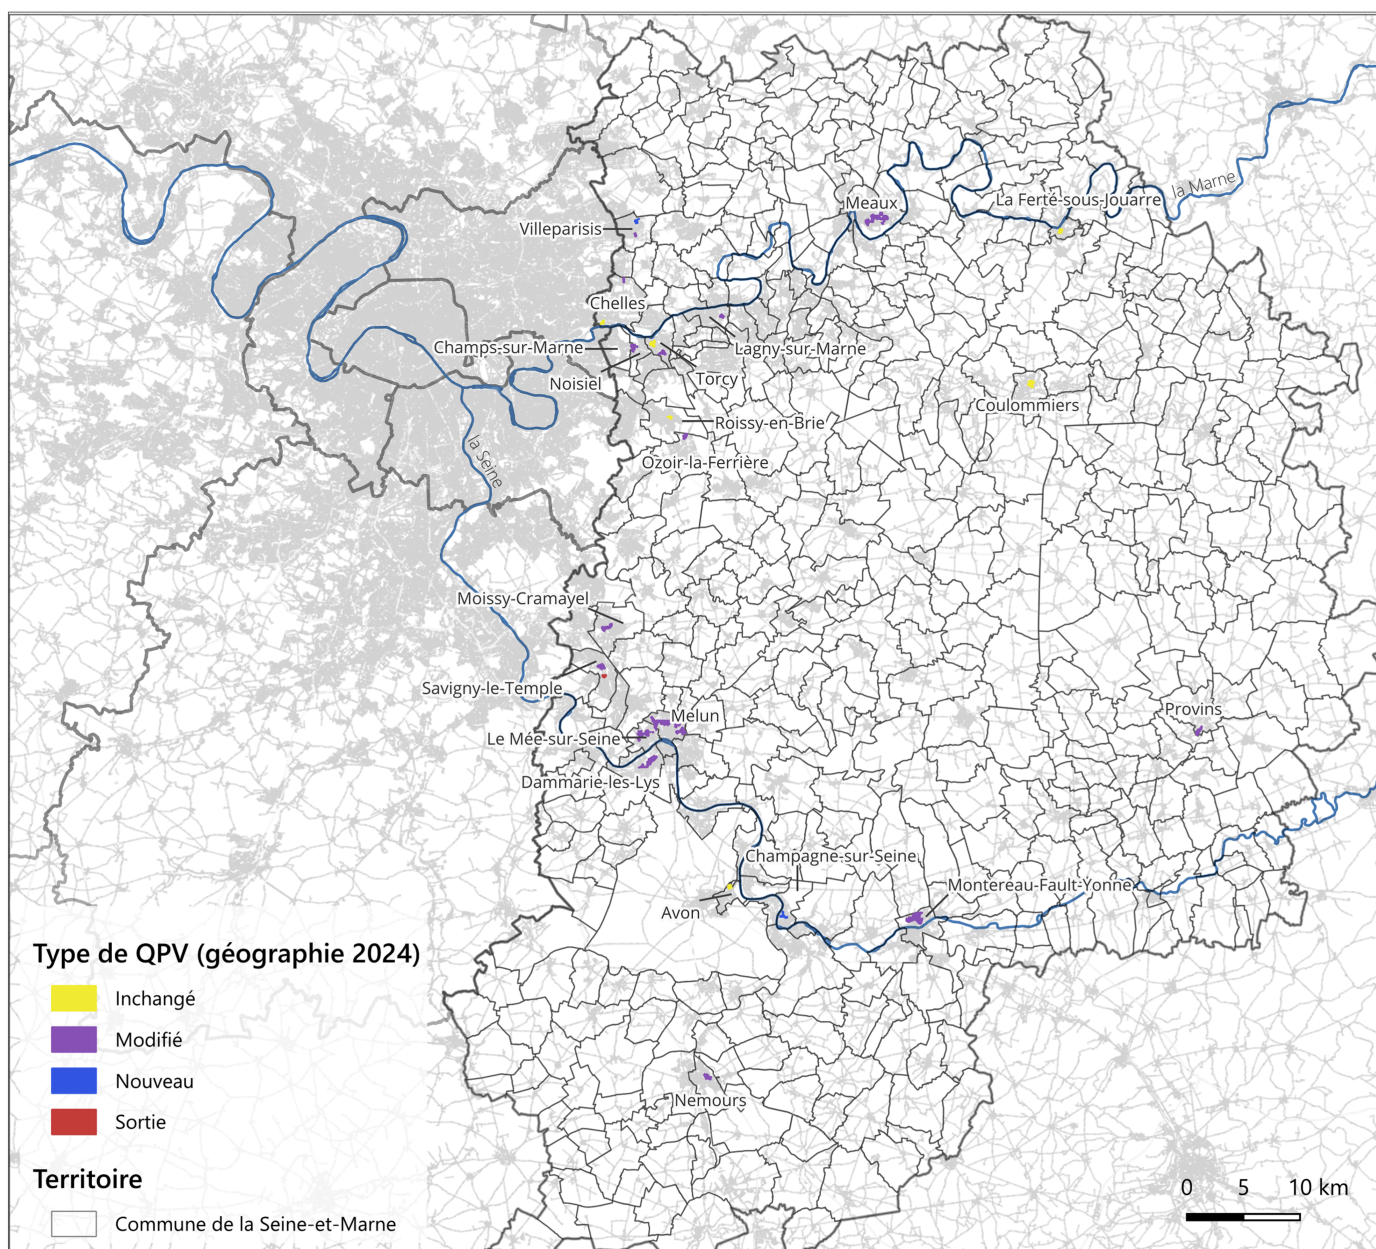 la Marne
Meaux
La Ferté-sous-Jouarre
Villeparisis
Chelles
Champs-sur-Marne
Lagny-sur-Marne
Noisiel
Torcy
Coulommiers
Roissy-en-Brie
Ozoir-la-Ferrière
la Seine
Moissy-Cramayel
Savigny-le-Temple
Melun
Provins
Le Mée-sur-Seine
Dammarie-les-Lys
Champagne-sur-Seine
Montereau-Fault-Yonne
Avon
Nemours
Type de QPV (géographie 2024)
Inchangé
Modifié
Nouveau
Sortie
Territoire
Commune de la Seine-et-Marne
0 5 10 km